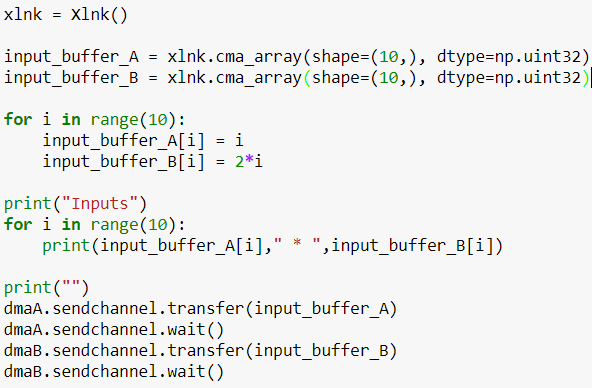 xlnk = Xlnk()
input_buffer_A = xlnk.cma_array(shape=(10,), dtype=np.uint32)
input_buffer_B = xlnk.cma_array(shape=(10,), dtype=np.uint32)
for i in range(10):
    input_buffer_A[i] = i
    input_buffer_B[i] = 2*i
print("Inputs")
for i in range(10):
    print(input_buffer_A[i]," * ",input_buffer_B[i])
print("")
dmaA.sendchannel.transfer(input_buffer_A)
dmaA.sendchannel.wait()
dmaB.sendchannel.transfer(input_buffer_B)
dmaB.sendchannel.wait()